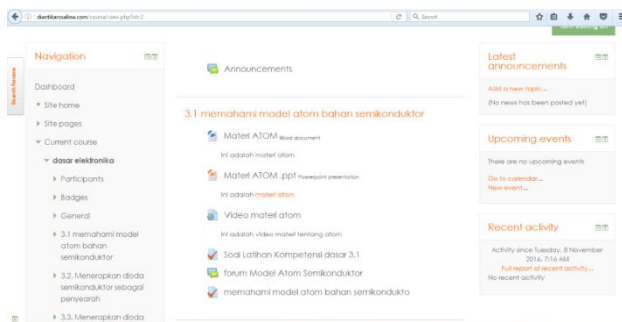 diantikarosalina.com/course/view.php?id=2
Search
Turn editing on
Search Review
Navigation
Dashboard
Site home
Site pages
Current course
dasar elektronika
Participants
Badges
General
3.1 memahami model
atom bahan
semikonduktor
3.2. Menerapkan dioda
semikonduktor sebagai
penyearah
3.3. Menerapkan dioda
Announcements
3.1 memahami model atom bahan semikonduktor
Materi ATOM Word document
Ini adalah materi atom
Materi ATOM .ppt Powerpoint presentation
Ini adalah materi atom
Video materi atom
Ini adalah video materi tentang atom
Soal Latihan Kompetensi dasar 3.1
forum Model Atom Semikonduktor
memahami model atom bahan semikondukto
Latest
announcements
Add a new topic...
(No news has been posted yet)
Upcoming events
There are no upcoming events
Go to calendar...
New event...
Recent activity
Activity since Tuesday, 8 November
2016, 7:16 AM
Full report of recent activity...
No recent activity